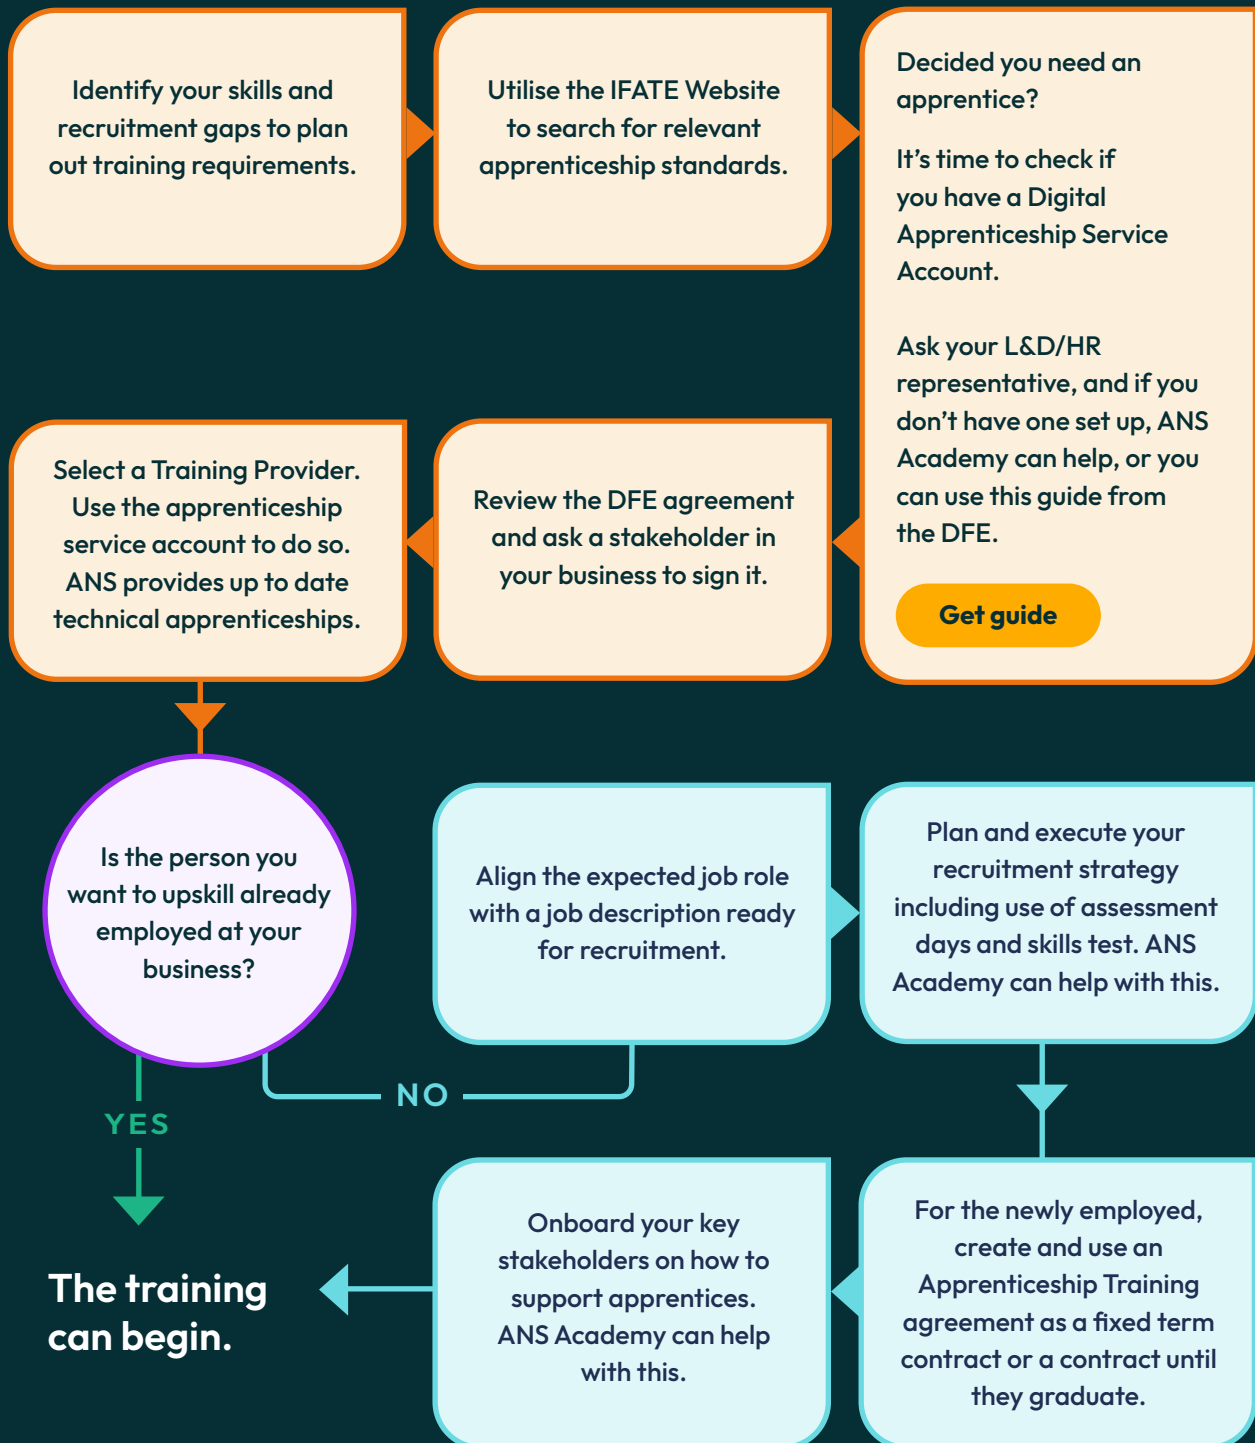 Identify your skills and
recruitment gaps to plan
out training requirements.
Utilise the IFATE Website
to search for relevant
apprenticeship standards.
Decided you need an
apprentice?
It's time to check if
you have a Digital
Apprenticeship Service
Account.
Ask your L&D/HR
representative, and if you
don't have one set up, ANS
Academy can help, or you
can use this guide from
the DFE.
Get guide
Review the DFE agreement
and ask a stakeholder in
your business to sign it.
Select a Training Provider.
Use the apprenticeship
service account to do so.
ANS provides up to date
technical apprenticeships.
Is the person you
want to upskill already
employed at your
business?
NO
Align the expected job role
with a job description ready
for recruitment.
Plan and execute your
recruitment strategy
including use of assessment
days and skills test. ANS
Academy can help with this.
For the newly employed,
create and use an
Apprenticeship Training
agreement as a fixed term
contract or a contract until
they graduate.
Onboard your key
stakeholders on how to
support apprentices.
ANS Academy can help
with this.
YES
The training
can begin.